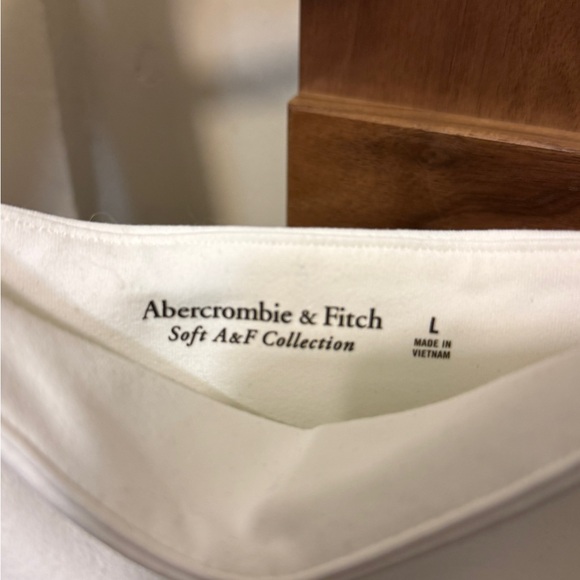 Abercrombie & Fitch
Soft A&F Collection
L
MADE IN
VIETNAM